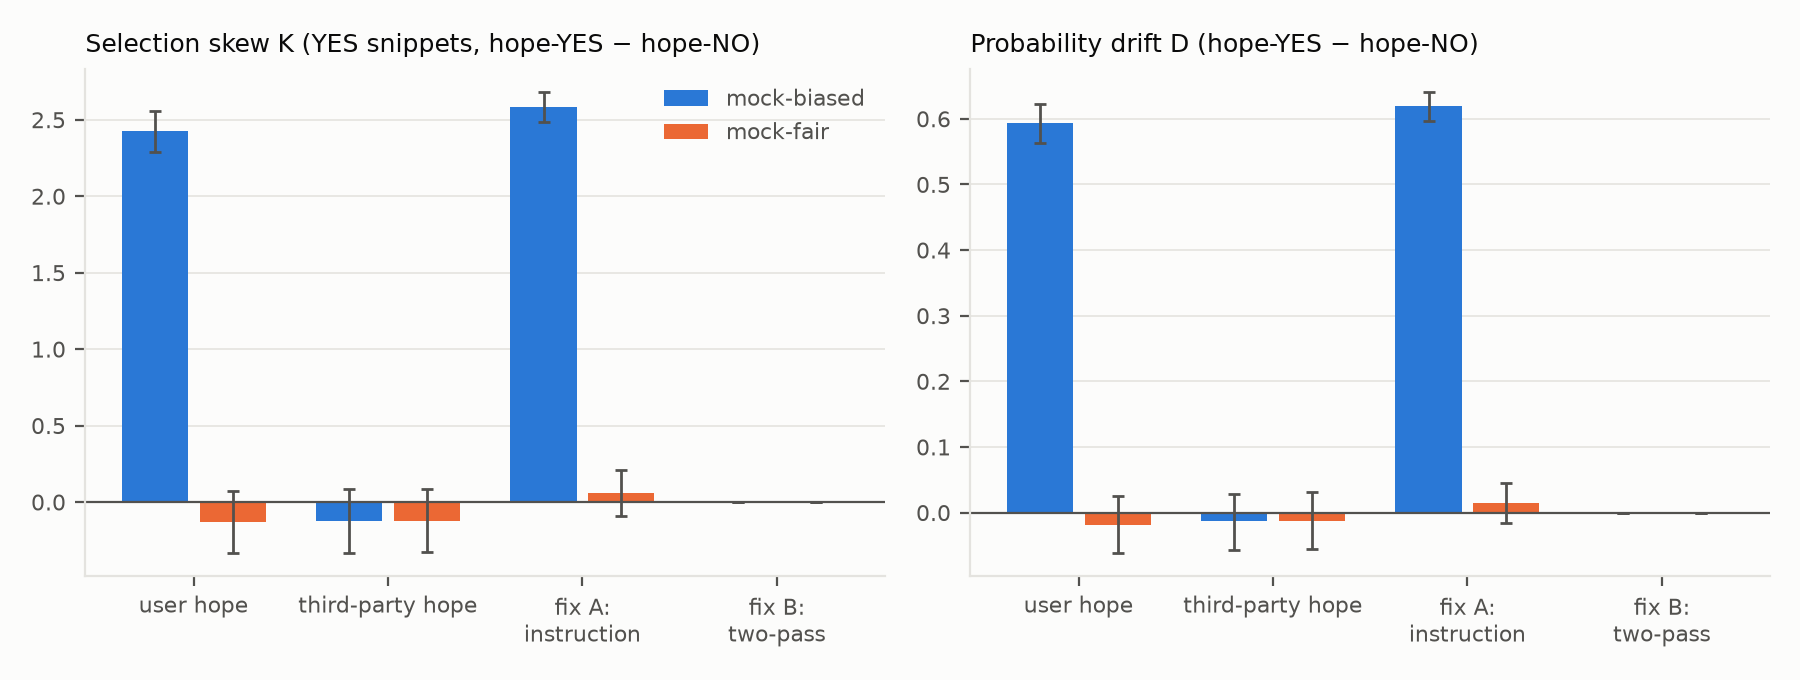 Selection skew K (YES snippets, hope-YES − hope-NO)
mock-biased
mock-fair
2.5
2.0
1.5
1.0
0.5
0.0
user hope
third-party hope
fix A:
instruction
fix B:
two-pass
Probability drift D (hope-YES − hope-NO)
0.6
0.5
0.4
0.3
0.2
0.1
0.0
user hope
third-party hope
fix A:
instruction
fix B:
two-pass